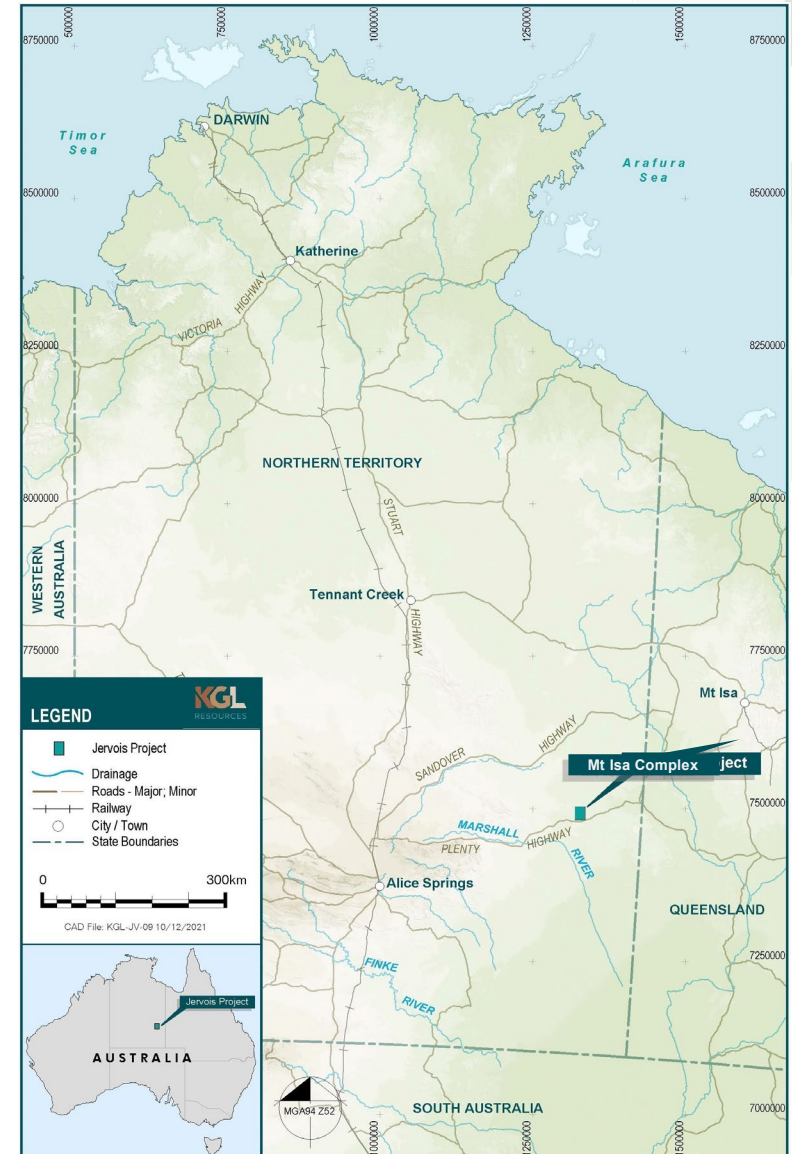 500000
750000
1000000
1250000
1500000
8750000
8750000
DARWIN
Timor
Sea
Arafura
Sea
8500000
8500000
Katherine
VICTORIA
HIGHWAY
8250000
8250000
NORTHERN TERRITORY
8000000
8000000
STUART
WESTERN
AUSTRALIA
Tennant Creek
HIGHWAY
7750000
7750000
Mt Isa
LEGEND
KGL
RESOURCES
Jervois Project
Drainage
Roads - Major; Minor
Railway
City / Town
State Boundaries
0
300km
CAD File: KGL-JV-09 10/12/2021
SANDOVER
HIGHWAY
Mt Isa Complex
ject
7500000
MARSHALL
RIVER
PLENTY
HIGHWAY
Alice Springs
QUEENSLAND
FINKE
RIVER
7250000
Jervois Project
AUSTRALIA
MGA94 Z52
SOUTH AUSTRALIA
7000000
1000000
1250000
1500000